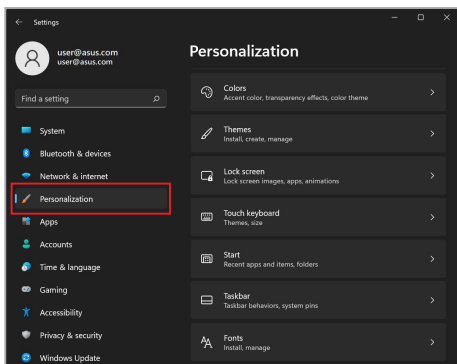 Settings
user@asus.com
user@asus.com
Find a setting
System
Bluetooth & devices
Network & internet
Personalization
Apps
Accounts
Time & language
Gaming
Accessibility
Privacy & security
Windows Update
Personalization
Colors
Accent color, transparency effects, color theme
Themes
Install, create, manage
Lock screen
Lock screen images, apps, animations
Touch keyboard
Themes, size
Start
Recent apps and items, folders
Taskbar
Taskbar behaviors, system pins
Fonts
Install, manage